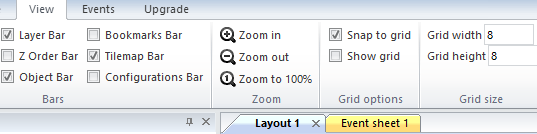 View Events Upgrade
Layer Bar Bookmarks Bar Zoom in Snap to grid Grid width 8
Z Order Bar Tilemap Bar Zoom out Show grid Grid height 8
Object Bar Configurations Bar Zoom to 100%
Bars Zoom Grid options Grid size
Layout 1 Event sheet 1